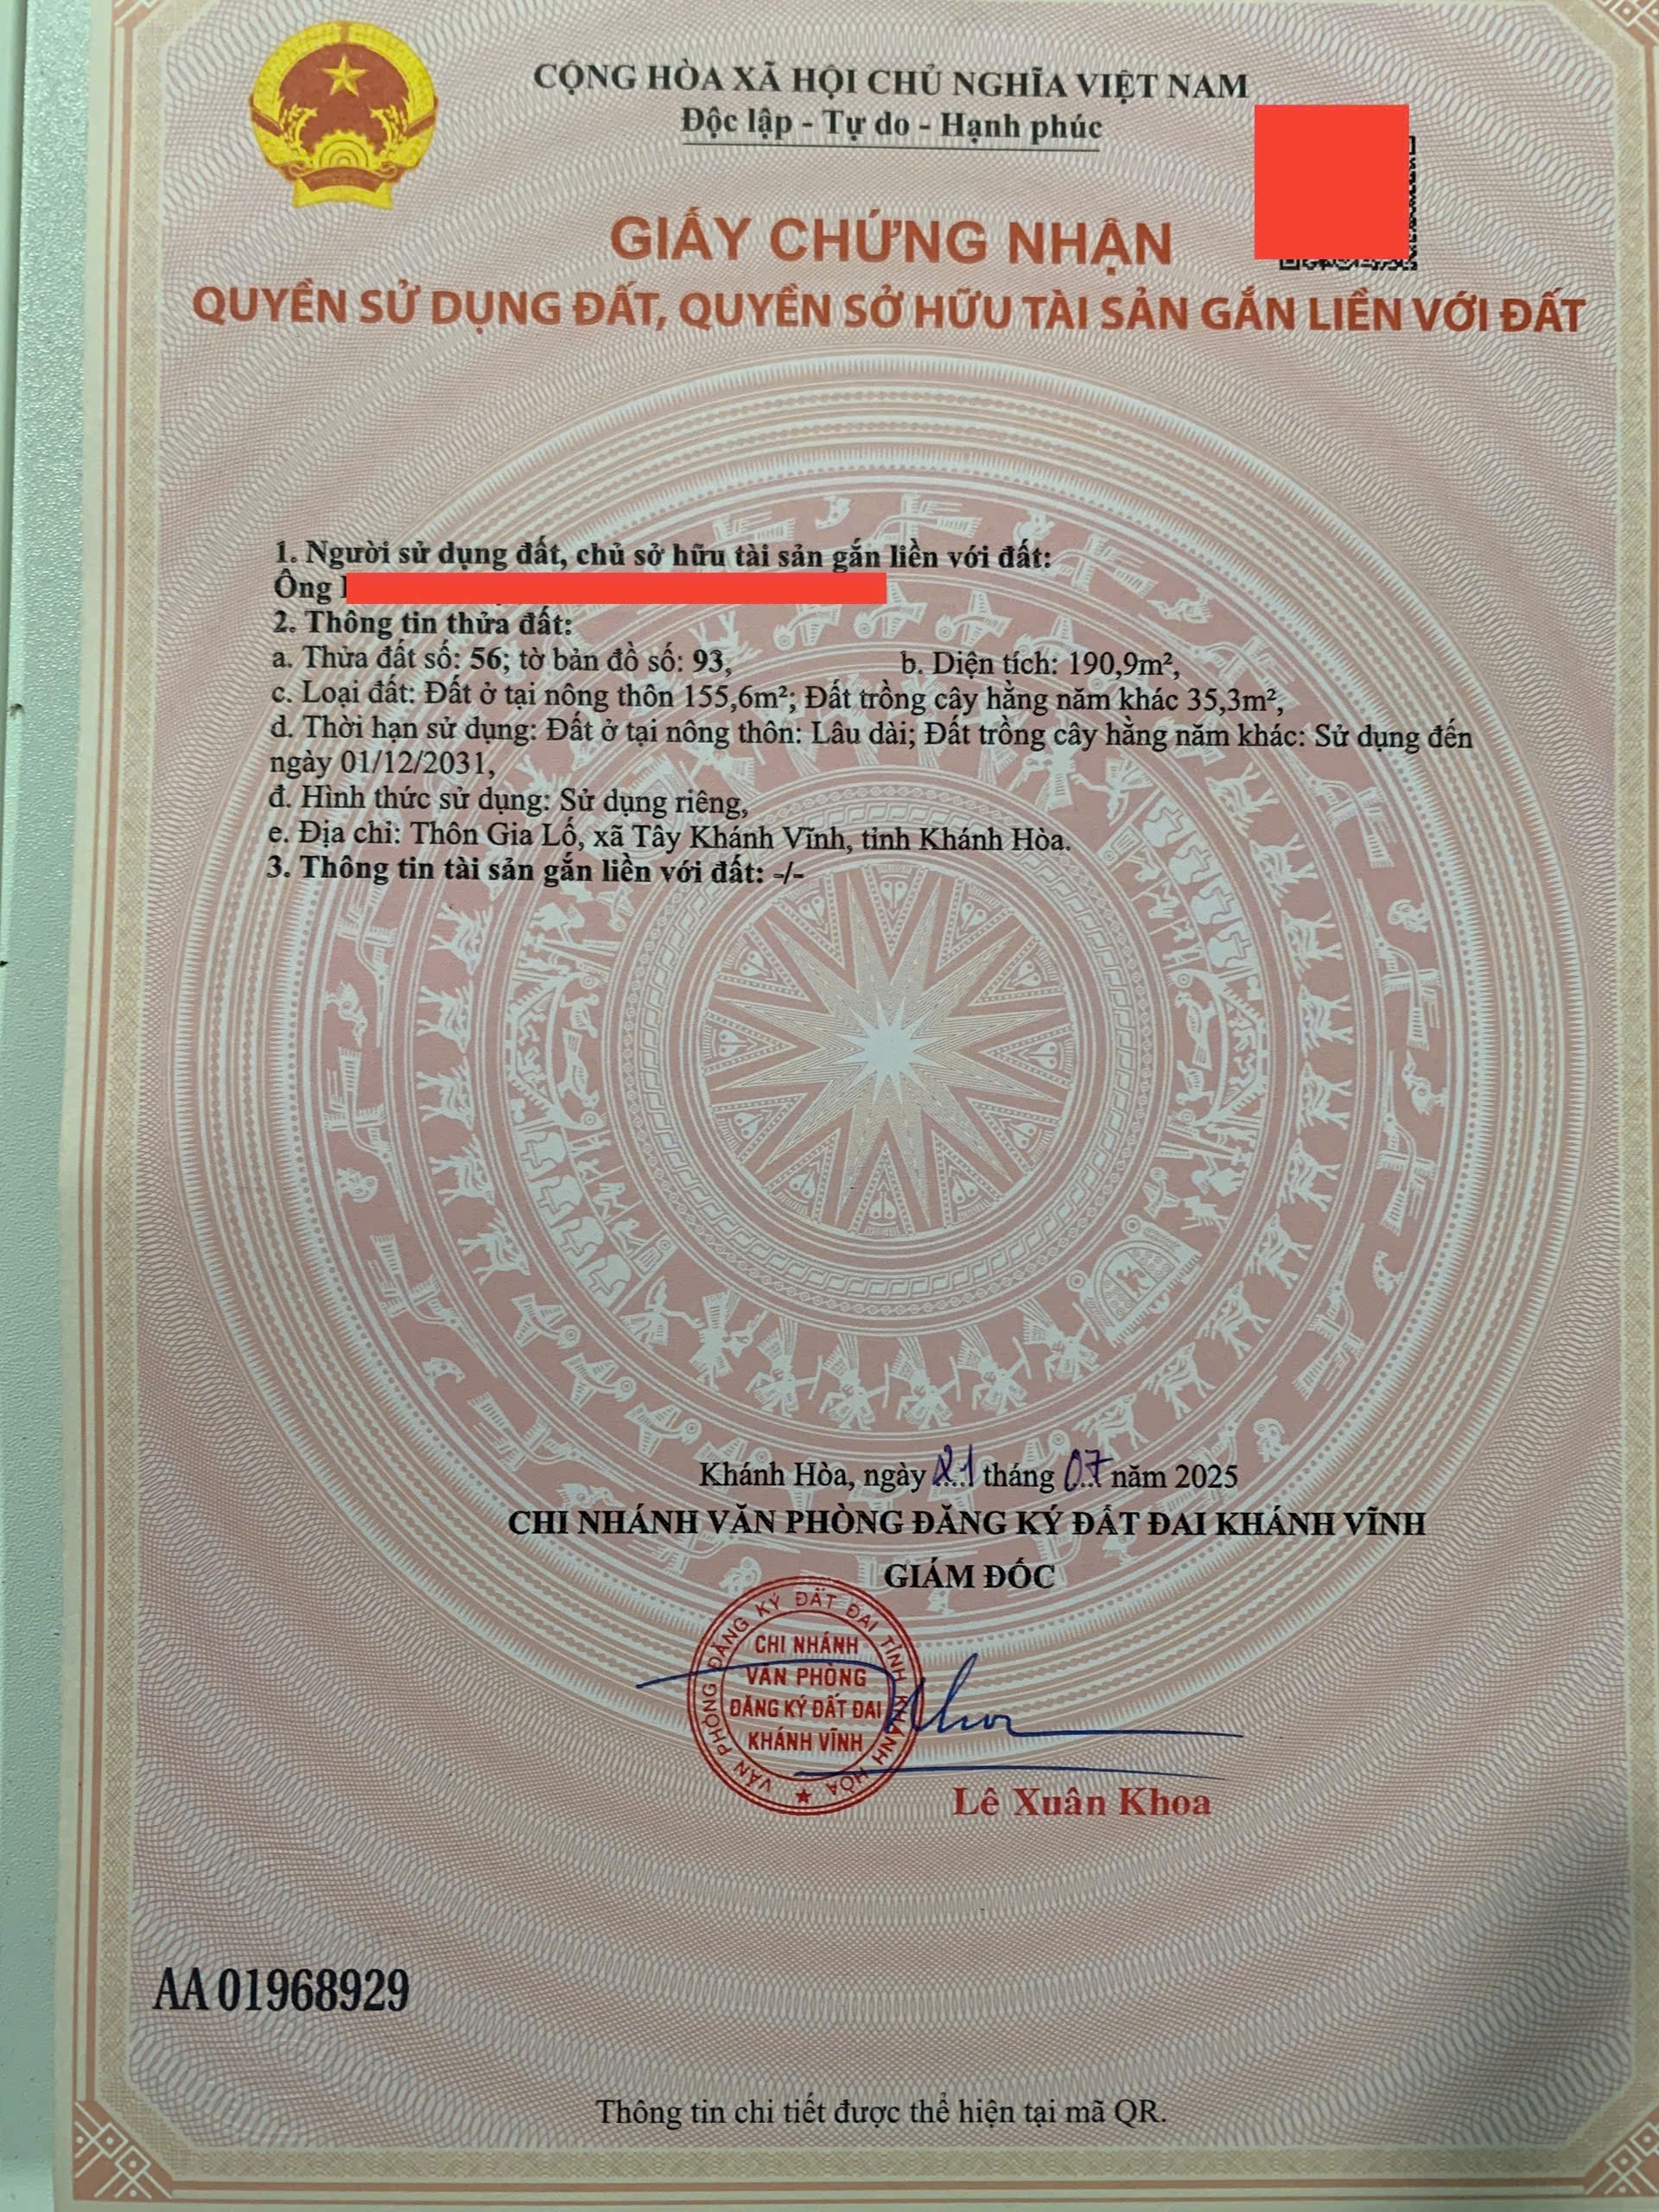 CỘNG HÒA XÃ HỘI CHỦ NGHĨA VIỆT NAM
Độc lập - Tự do - Hạnh phúc
GIẤY CHỨNG NHẬN
QUYỀN SỬ DỤNG ĐẤT, QUYỀN SỞ HỮU TÀI SẢN GẮN LIỀN VỚI ĐẤT
1. Người sử dụng đất, chủ sở hữu tài sản gắn liền với đất:
Ông
2. Thông tin thửa đất:
a. Thửa đất số: 56; tờ bản đồ số: 93, b. Diện tích: 190,9m²,
c. Loại đất: Đất ở tại nông thôn 155,6m²; Đất trồng cây hằng năm khác 35,3m²,
d. Thời hạn sử dụng: Đất ở tại nông thôn: Lâu dài; Đất trồng cây hằng năm khác: Sử dụng đến
ngày 01/12/2031,
đ. Hình thức sử dụng: Sử dụng riêng,
e. Địa chỉ: Thôn Gia Lố, xã Tây Khánh Vĩnh, tỉnh Khánh Hòa.
3. Thông tin tài sản gắn liền với đất: -/-
Khánh Hòa, ngày 21 tháng 07 năm 2025
CHI NHÁNH VĂN PHÒNG ĐĂNG KÝ ĐẤT ĐAI KHÁNH VĨNH
GIÁM ĐỐC
VĂN PHÒNG ĐĂNG KÝ ĐẤT ĐAI TỈNH KHÁNH HÒA
CHI NHÁNH
VĂN PHÒNG
ĐĂNG KÝ ĐẤT ĐAI
KHÁNH VĨNH
Lê Xuân Khoa
AA 01968929
Thông tin chi tiết được thể hiện tại mã QR.